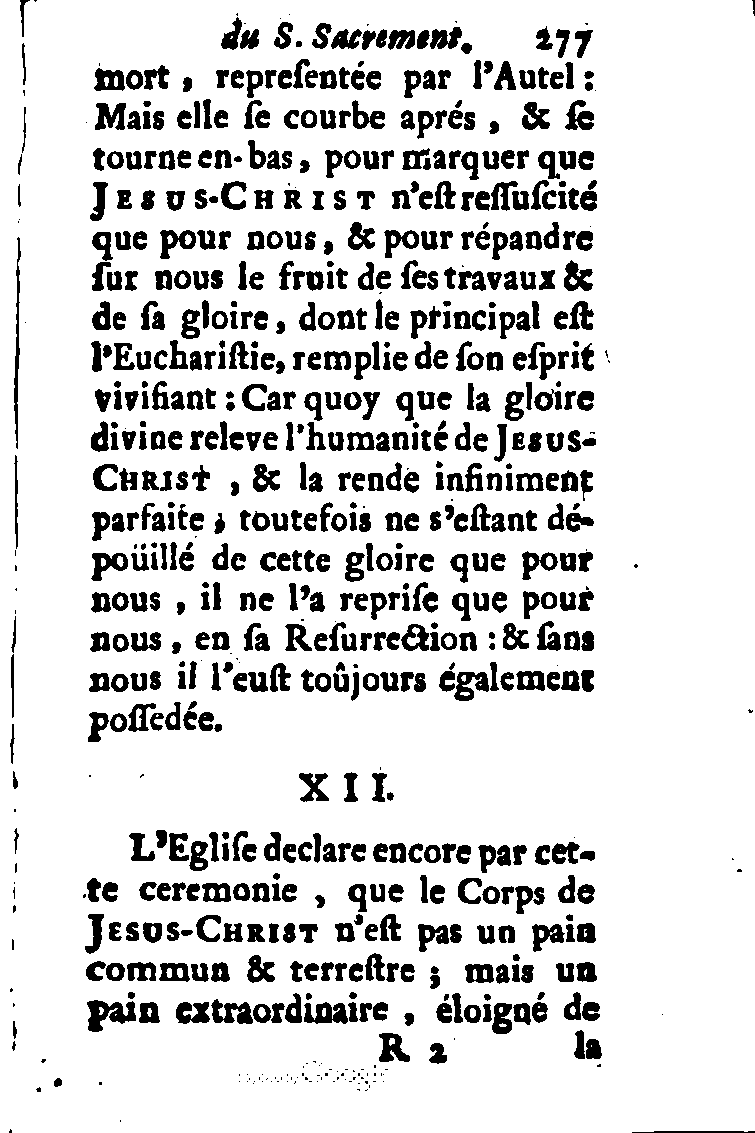 du S. Sacrement. 277
mort , repreſentée par l'Autel :
Mais elle ſe courbe aprés , & ſe
tourne en-bas, pour marquer que
JESUS-CHRIST n'eſt reſſuſcité
que pour nous, & pour répandre
ſur nous le fruit de ſes travaux &
de ſa gloire, dont le principal eſt
l'Euchariſtie, remplie de ſon eſprit
vivifiant : Car quoy que la gloire
divine releve l'humanité de JESUS-
CHRIST , & la rende infiniment
parfaite ; toutefois ne s'eſtant dé-
poüillé de cette gloire que pour
nous , il ne l'a repriſe que pour
nous , en ſa Reſurrection : & ſans
nous il l'euſt toûjours également
poſſedée.
XII.
L'Egliſe declare encore par cet-
te ceremonie , que le Corps de
JESUS-CHRIST n'eſt pas un pain
commun & terreſtre ; mais un
pain extraordinaire , éloigné de
R 2 la
Google